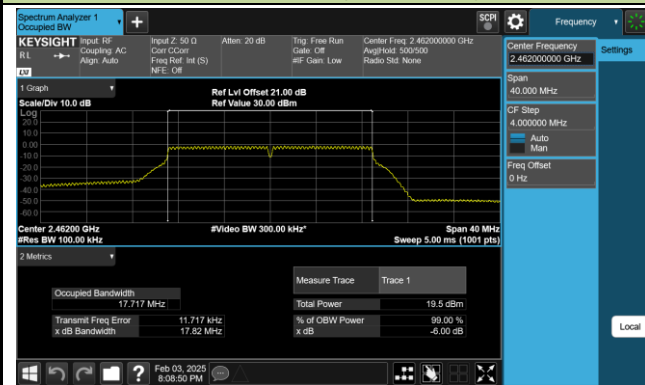 Spectrum Analyzer 1
Occupied BW
SCPI
Frequency
KEYSIGHT
RL
LXI
Input: RF
Coupling: AC
Align: Auto
Input Z: 50 Ω
Corr CCorr
Freq Ref: Int (S)
NFE: Off
Atten: 20 dB
Trig: Free Run
Gate: Off
#IF Gain: Low
Center Freq: 2.462000000 GHz
Avg|Hold: 500/500
Radio Std: None
Center Frequency
2.462000000 GHz
Settings
Span
40.000 MHz
CF Step
4.000000 MHz
Auto
Man
Freq Offset
0 Hz
Local
1 Graph
Scale/Div 10.0 dB
Ref Lvl Offset 21.00 dB
Ref Value 30.00 dBm
Log
20.0
10.0
0.00
-10.0
-20.0
-30.0
-40.0
-50.0
-60.0
Center 2.46200 GHz
#Video BW 300.00 kHz*
Span 40 MHz
#Res BW 100.00 kHz
Sweep 5.00 ms (1001 pts)
2 Metrics
Measure Trace
Trace 1
Occupied Bandwidth
17.717 MHz
Total Power
19.5 dBm
Transmit Freq Error
11.717 kHz
% of OBW Power
99.00 %
x dB Bandwidth
17.82 MHz
x dB
-6.00 dB
?
Feb 03, 2025
8:08:50 PM